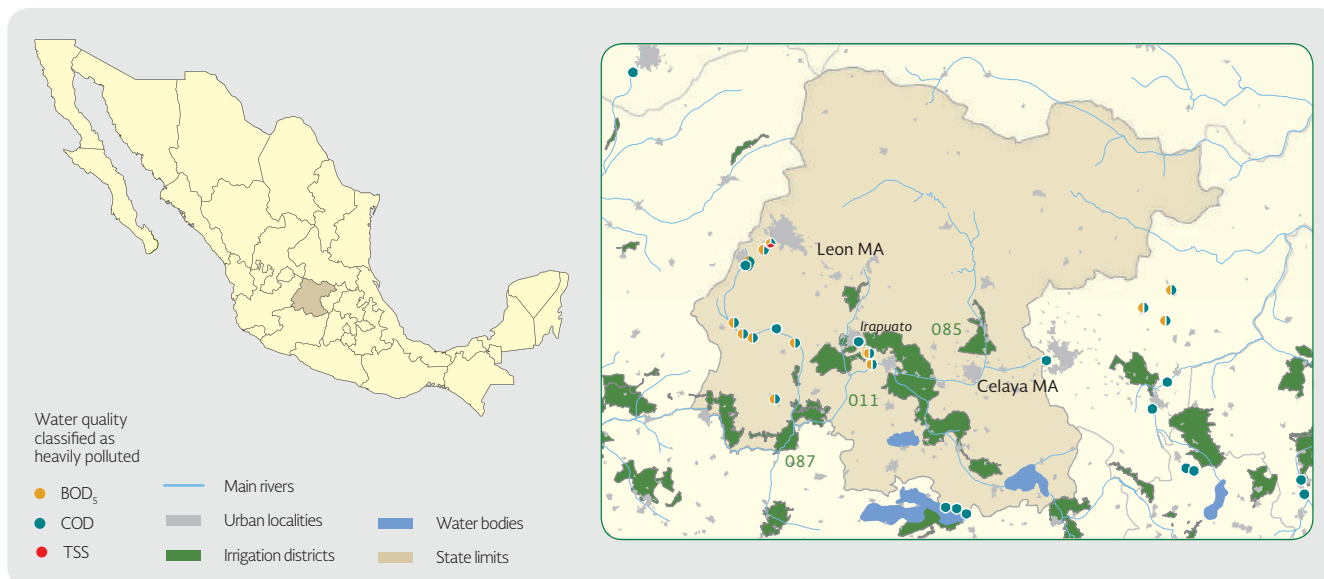 Water quality
classified as
heavily polluted
BOD₅
COD
TSS
Main rivers
Urban localities
Irrigation districts
Water bodies
State limits
Leon MA
Irapuato
085
Celaya MA
011
087